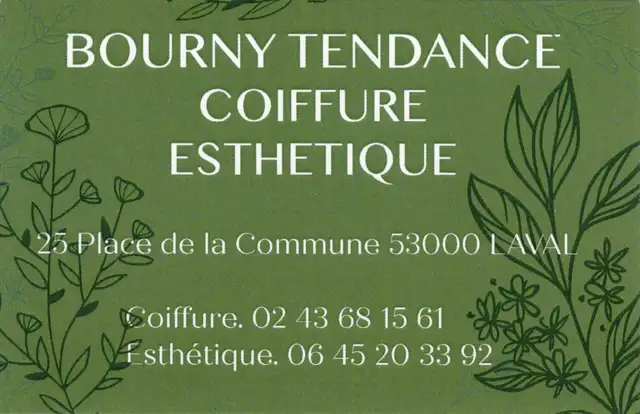 BOURNY TENDANCE
COIFFURE
ESTHETIQUE
25 Place de la Commune 53000 LAVAL
Coiffure. 02 43 68 15 61
Esthétique. 06 45 20 33 92